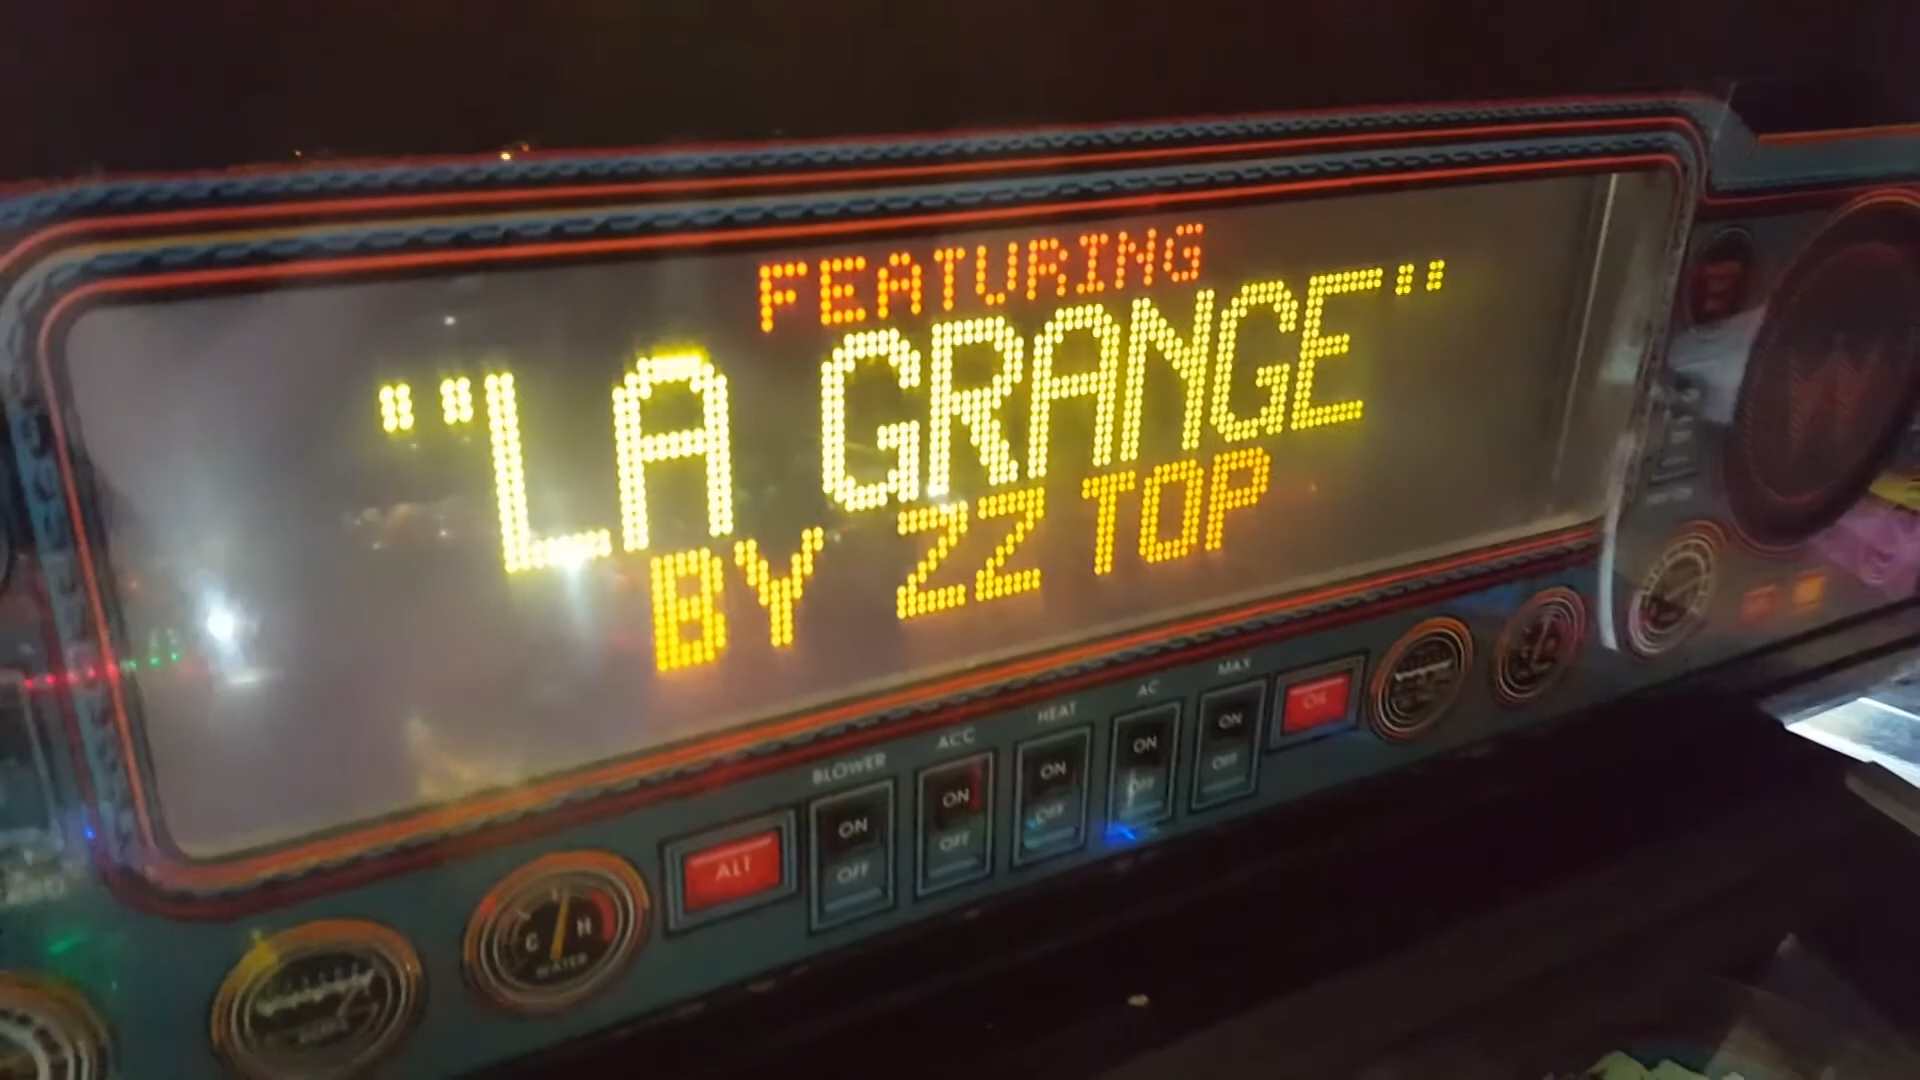 FEATURING
"LA GRANGE"
BY ZZ TOP
BLOWER
ACC
HEAT
AC
MAX
ALT
ON
OFF
ON
OFF
ON
OFF
ON
OFF
ON
OFF
OIL
C H
WATER